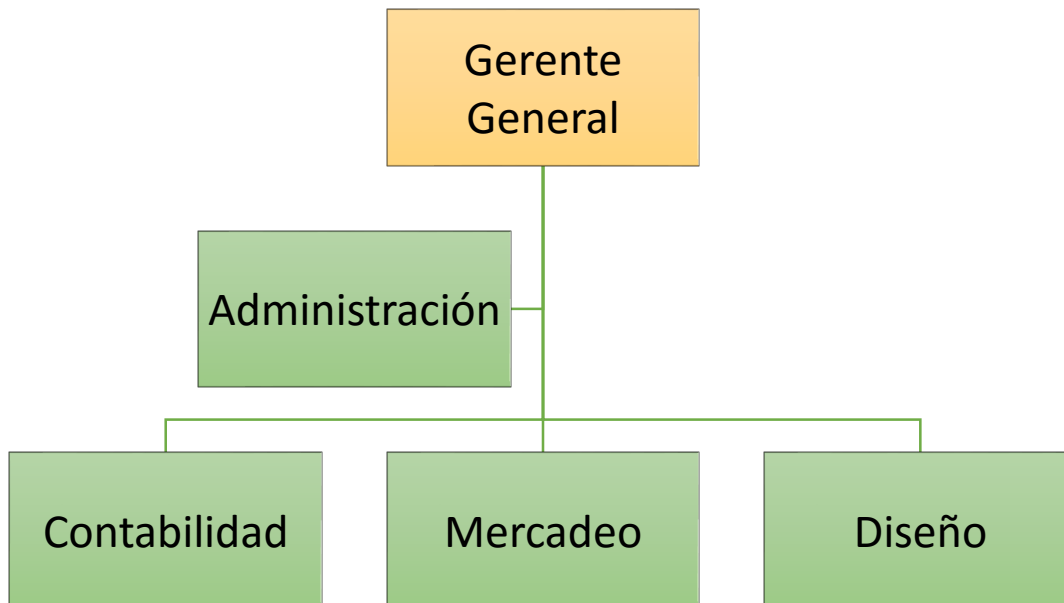 Gerente
General
Administración
Contabilidad
Mercadeo
Diseño